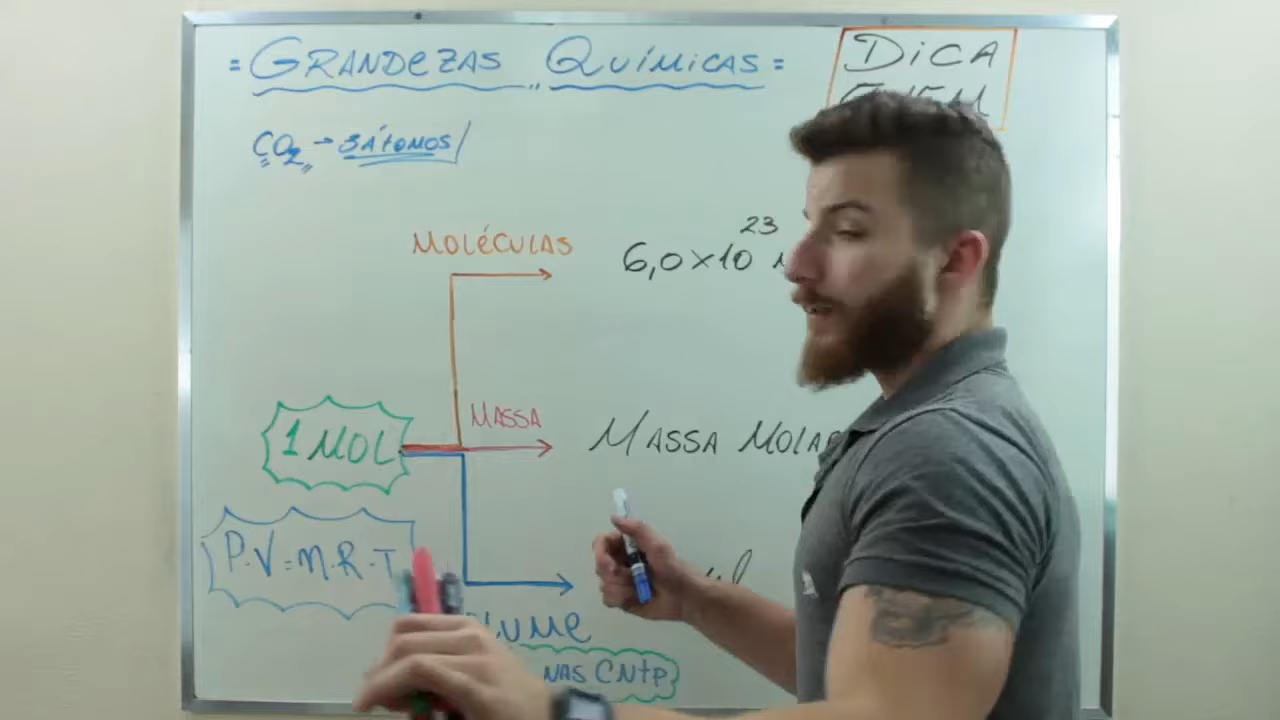 = GRANDEZAS QUÍMICAS =
DICA
CO2 → 3 ÁTOMOS
MOLÉCULAS
6,0×10^23
MASSA
MASSA MOLAR
1 MOL
P.V=M.R.T
NAS CNTP